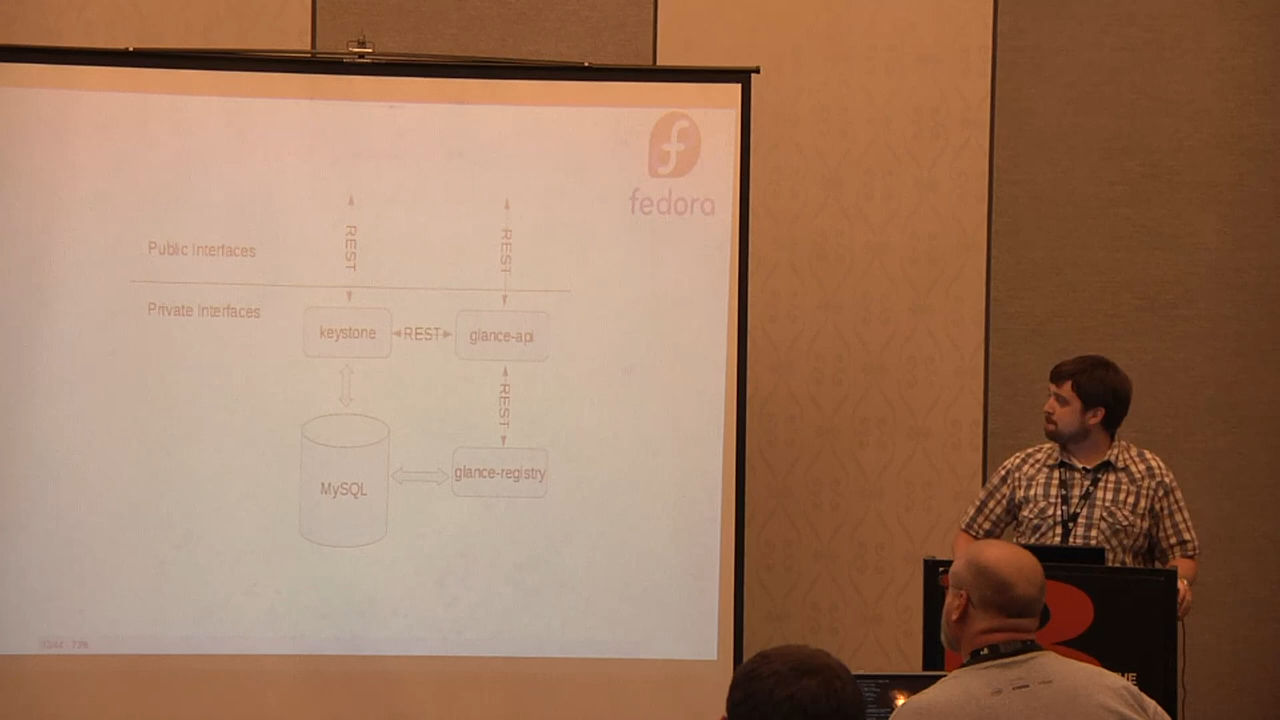 fedora
REST
REST
Public Interfaces
Private Interfaces
keystone
REST
glance-api
REST
MySQL
glance-registry